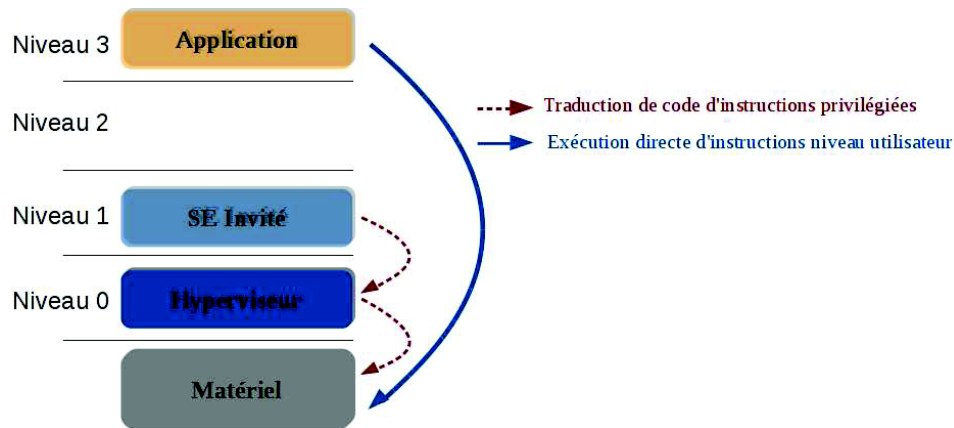 Niveau 3
Application
Traduction de code d'instructions privilégiées
Niveau 2
Exécution directe d'instructions niveau utilisateur
Niveau 1
SE Invité
Niveau 0
Hyperviseur
Matériel